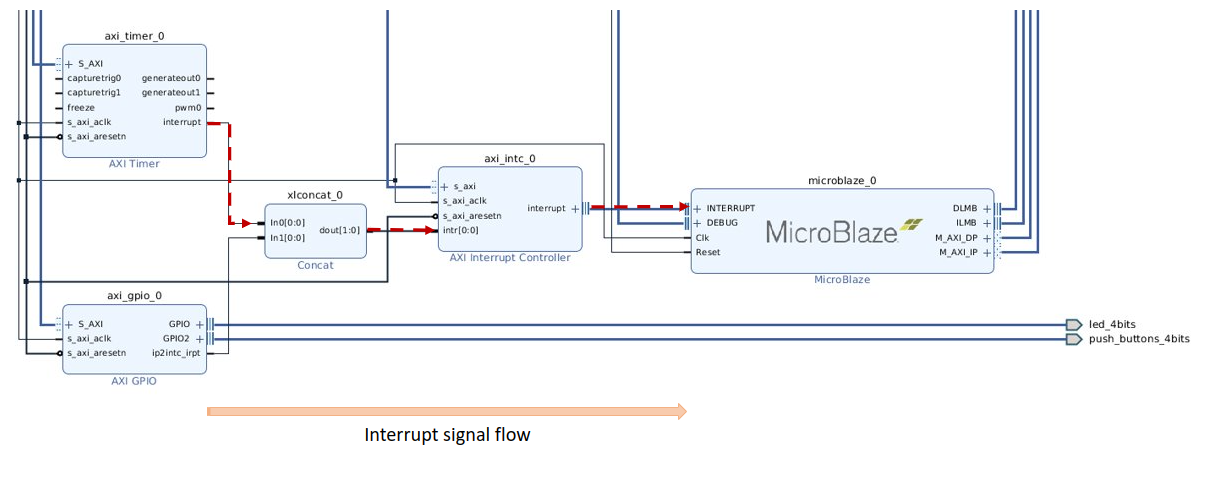 axi_timer_0
+ S_AXI
capturetrig0 generateout0
capturetrig1 generateout1
freeze pwm0
s_axi_aclk interrupt
s_axi_aresetn
AXI Timer
xlconcat_0
In0[0:0]
In1[0:0]
dout[1:0]
Concat
axi_intc_0
+ s_axi
s_axi_aclk
s_axi_aresetn
intr[0:0]
interrupt +
AXI Interrupt Controller
microblaze_0
+ INTERRUPT DLMB +
+ DEBUG ILMB +
Clk M_AXI_DP +
Reset M_AXI_IP +
MicroBlaze
MicroBlaze
axi_gpio_0
+ S_AXI GPIO +
s_axi_aclk GPIO2 +
s_axi_aresetn ip2intc_irpt
AXI GPIO
led_4bits
push_buttons_4bits
Interrupt signal flow